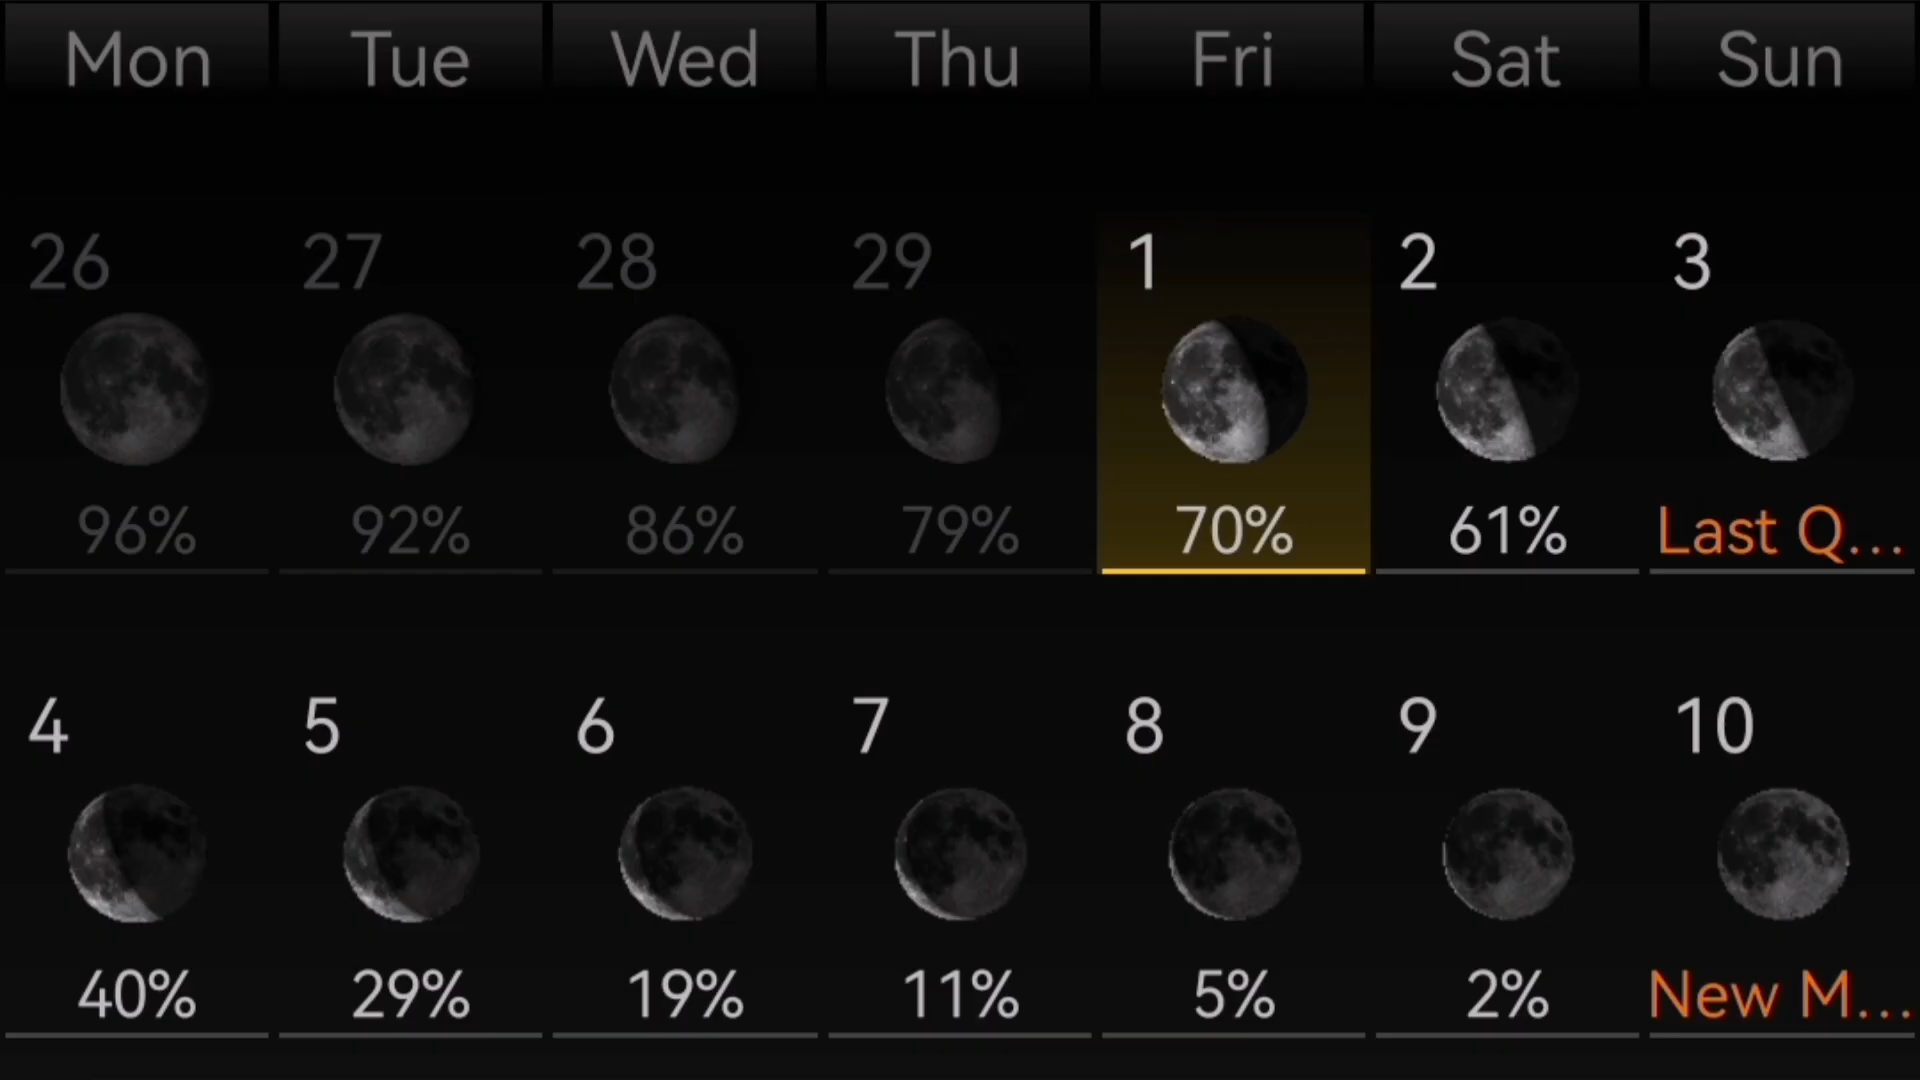 Mon Tue Wed Thu Fri Sat Sun
26 27 28 29 1 2 3
96% 92% 86% 79% 70% 61% Last Q...
4 5 6 7 8 9 10
40% 29% 19% 11% 5% 2% New M...